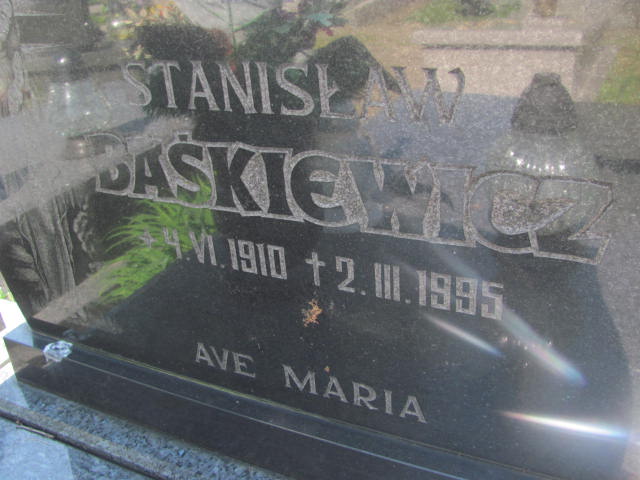 STANISŁAW
BAŚKIEWICZ
* 4.VI.1910 † 2.III.1995
AVE MARIA